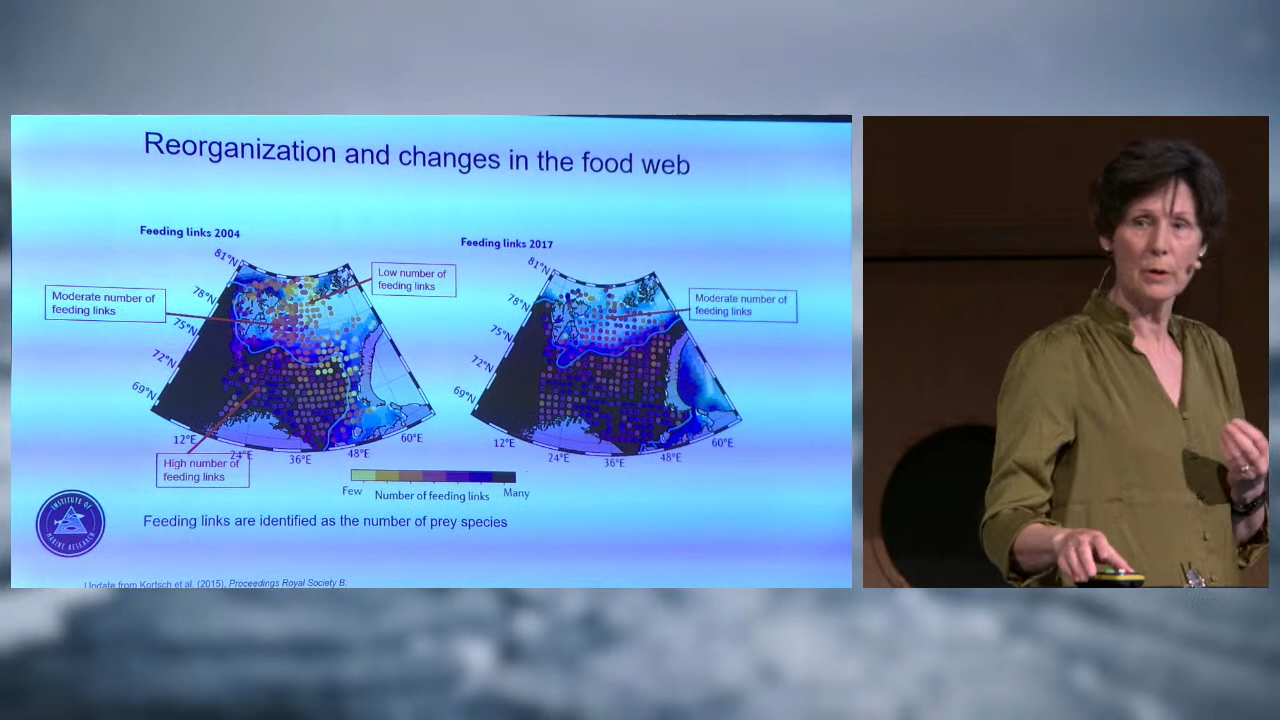 Reorganization and changes in the food web
Feeding links 2004
Feeding links 2017
81°N
78°N
75°N
72°N
69°N
12°E
24°E
36°E
48°E
60°E
Low number of
feeding links
Moderate number of
feeding links
High number of
feeding links
81°N
78°N
75°N
72°N
69°N
12°E
24°E
36°E
48°E
60°E
Moderate number of
feeding links
Few
Number of feeding links
Many
INSTITUTE OF
MARINE RESEARCH
Feeding links are identified as the number of prey species
Update from Kortsch et al. (2015), Proceedings Royal Society B.